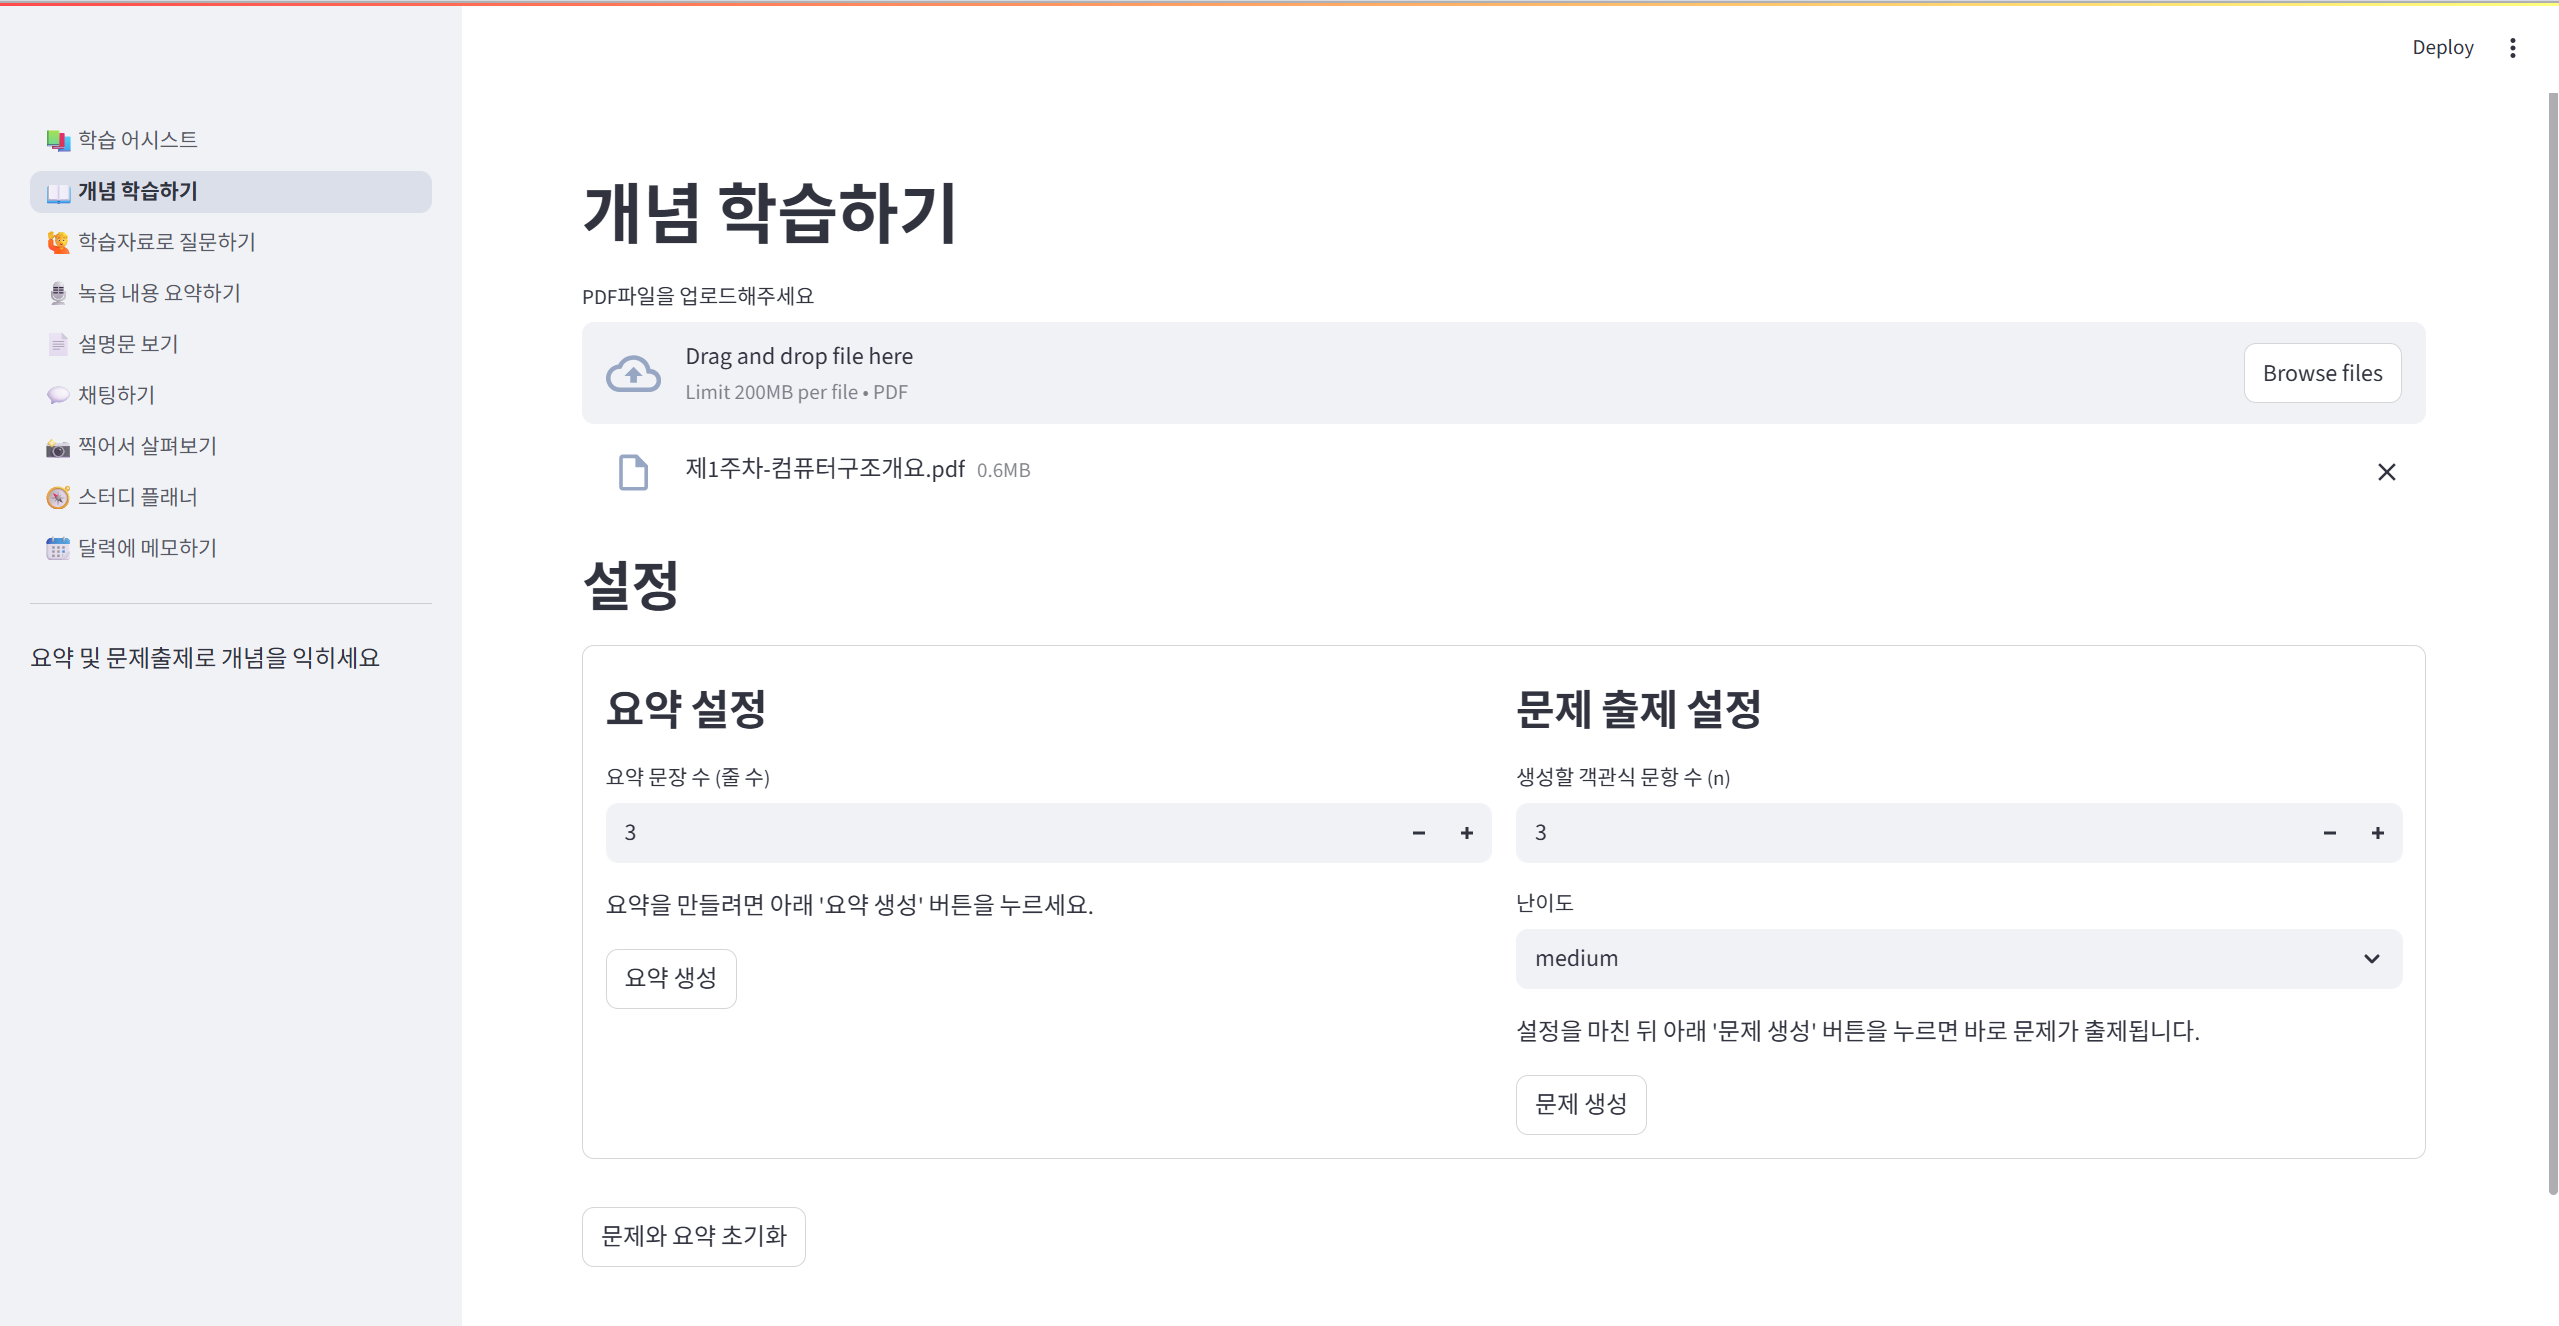 Deploy
학습 어시스트
개념 학습하기
학습자료로 질문하기
녹음 내용 요약하기
설명문 보기
채팅하기
찍어서 살펴보기
스터디 플래너
달력에 메모하기
요약 및 문제출제로 개념을 익히세요
개념 학습하기
PDF파일을 업로드해주세요
Drag and drop file here
Limit 200MB per file • PDF
Browse files
제1주차-컴퓨터구조개요.pdf 0.6MB
설정
요약 설정
요약 문장 수 (줄 수)
3
요약을 만들려면 아래 '요약 생성' 버튼을 누르세요.
요약 생성
문제 출제 설정
생성할 객관식 문항 수 (n)
3
난이도
medium
설정을 마친 뒤 아래 '문제 생성' 버튼을 누르면 바로 문제가 출제됩니다.
문제 생성
문제와 요약 초기화